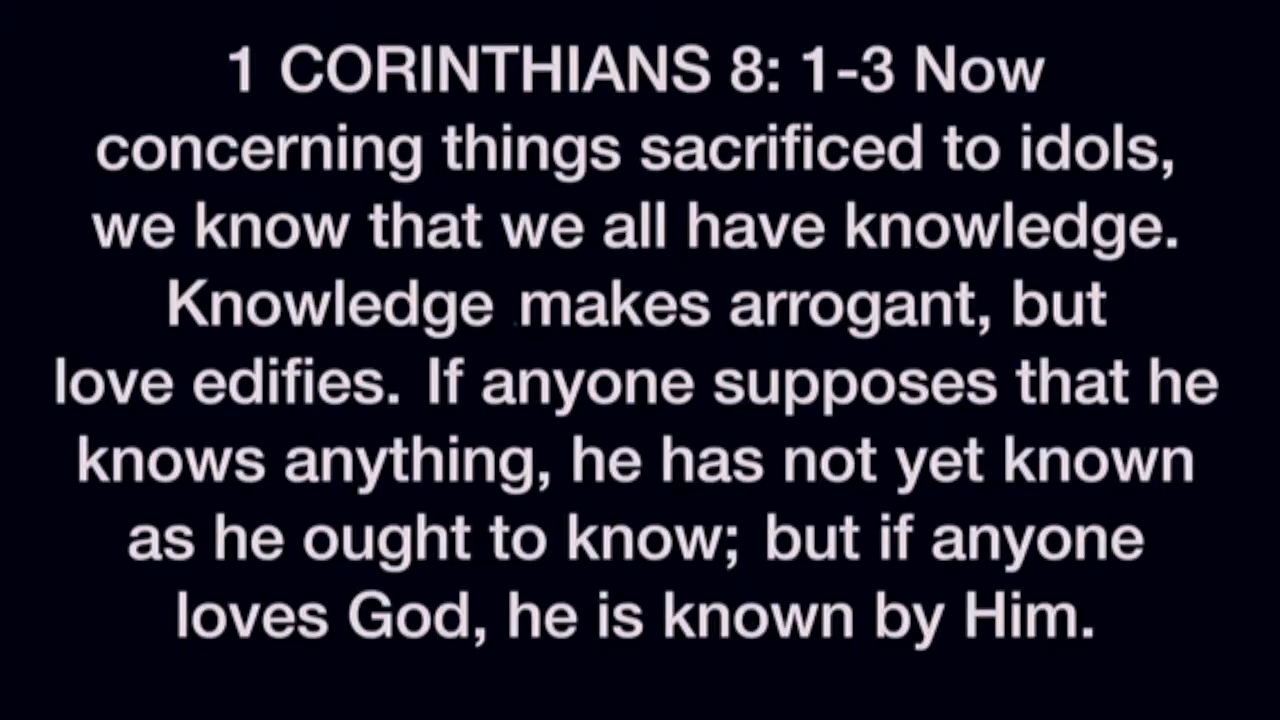 1 CORINTHIANS 8: 1-3 Now
concerning things sacrificed to idols,
we know that we all have knowledge.
Knowledge makes arrogant, but
love edifies. If anyone supposes that he
knows anything, he has not yet known
as he ought to know; but if anyone
loves God, he is known by Him.